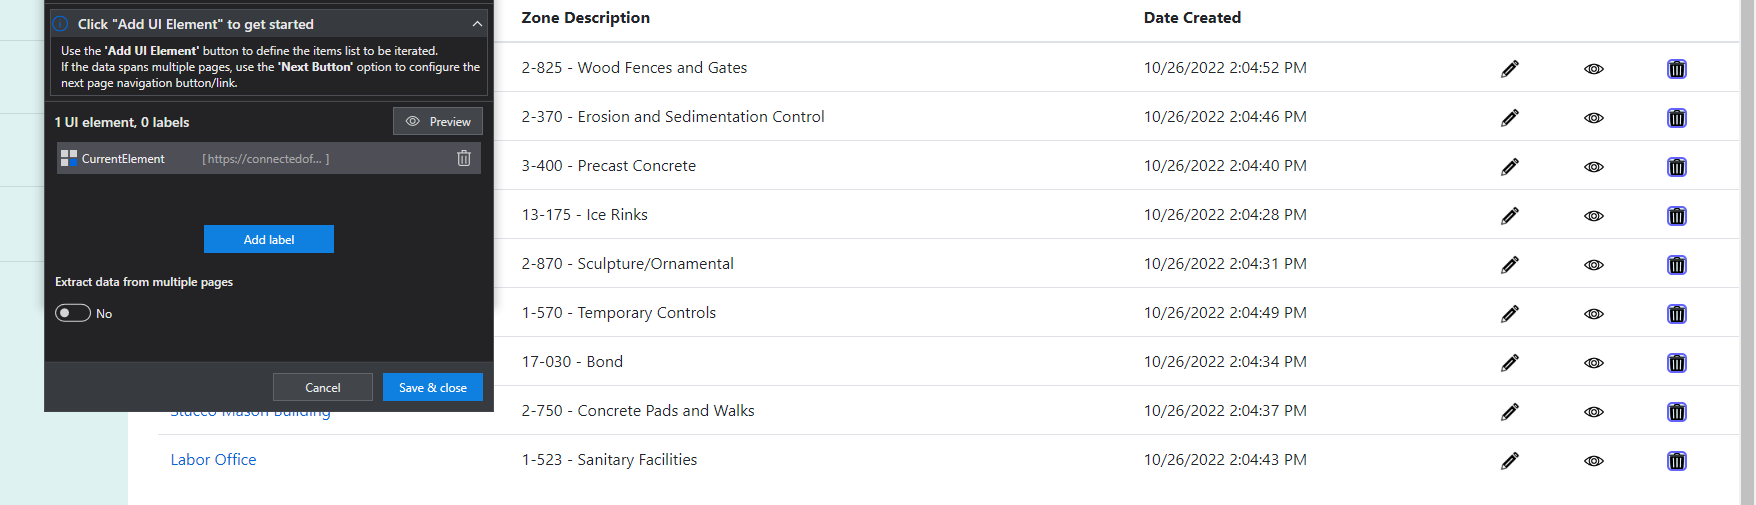 Click "Add UI Element" to get started
Use the 'Add UI Element' button to define the items list to be iterated.
If the data spans multiple pages, use the 'Next Button' option to configure the
next page navigation button/link.
1 UI element, 0 labels
Preview
CurrentElement [ https://connectedof... ]
Add label
Extract data from multiple pages
No
Cancel
Save & close
Zone Description Date Created
2-825 - Wood Fences and Gates 10/26/2022 2:04:52 PM
2-370 - Erosion and Sedimentation Control 10/26/2022 2:04:46 PM
3-400 - Precast Concrete 10/26/2022 2:04:40 PM
13-175 - Ice Rinks 10/26/2022 2:04:28 PM
2-870 - Sculpture/Ornamental 10/26/2022 2:04:31 PM
1-570 - Temporary Controls 10/26/2022 2:04:49 PM
17-030 - Bond 10/26/2022 2:04:34 PM
Stucco Mason Building 2-750 - Concrete Pads and Walks 10/26/2022 2:04:37 PM
Labor Office 1-523 - Sanitary Facilities 10/26/2022 2:04:43 PM